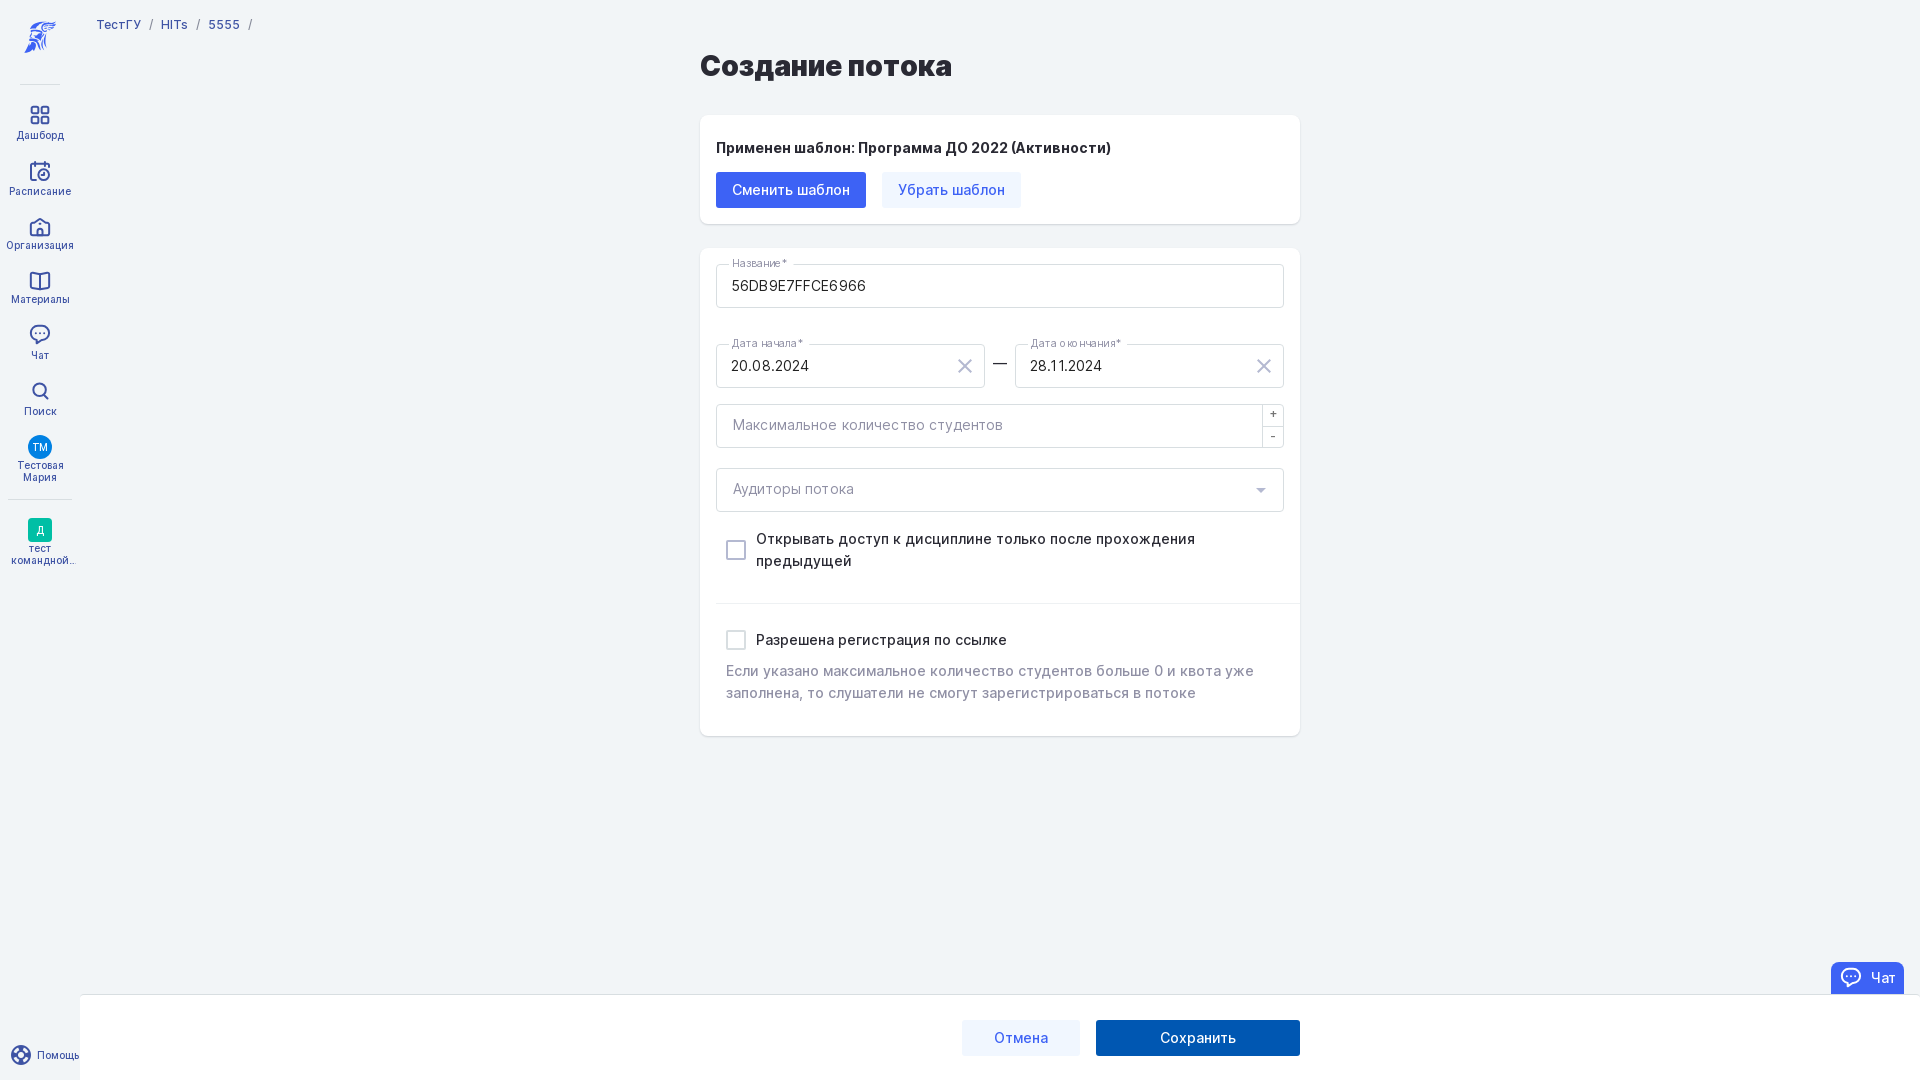 ТестГУ / HITs / 5555 /
Создание потока
Дашборд
Расписание
Организация
Материалы
Чат
Поиск
ТМ
Тестовая
Мария
Д
тест
командной...
Помощь
Применен шаблон: Программа ДО 2022 (Активности)
Сменить шаблон Убрать шаблон
Название*
56DB9E7FFCE6966
Дата начала* Дата окончания*
20.08.2024 — 28.11.2024
Максимальное количество студентов + -
Аудиторы потока
Открывать доступ к дисциплине только после прохождения
предыдущей
Разрешена регистрация по ссылке
Если указано максимальное количество студентов больше 0 и квота уже
заполнена, то слушатели не смогут зарегистрироваться в потоке
Чат
Отмена Сохранить